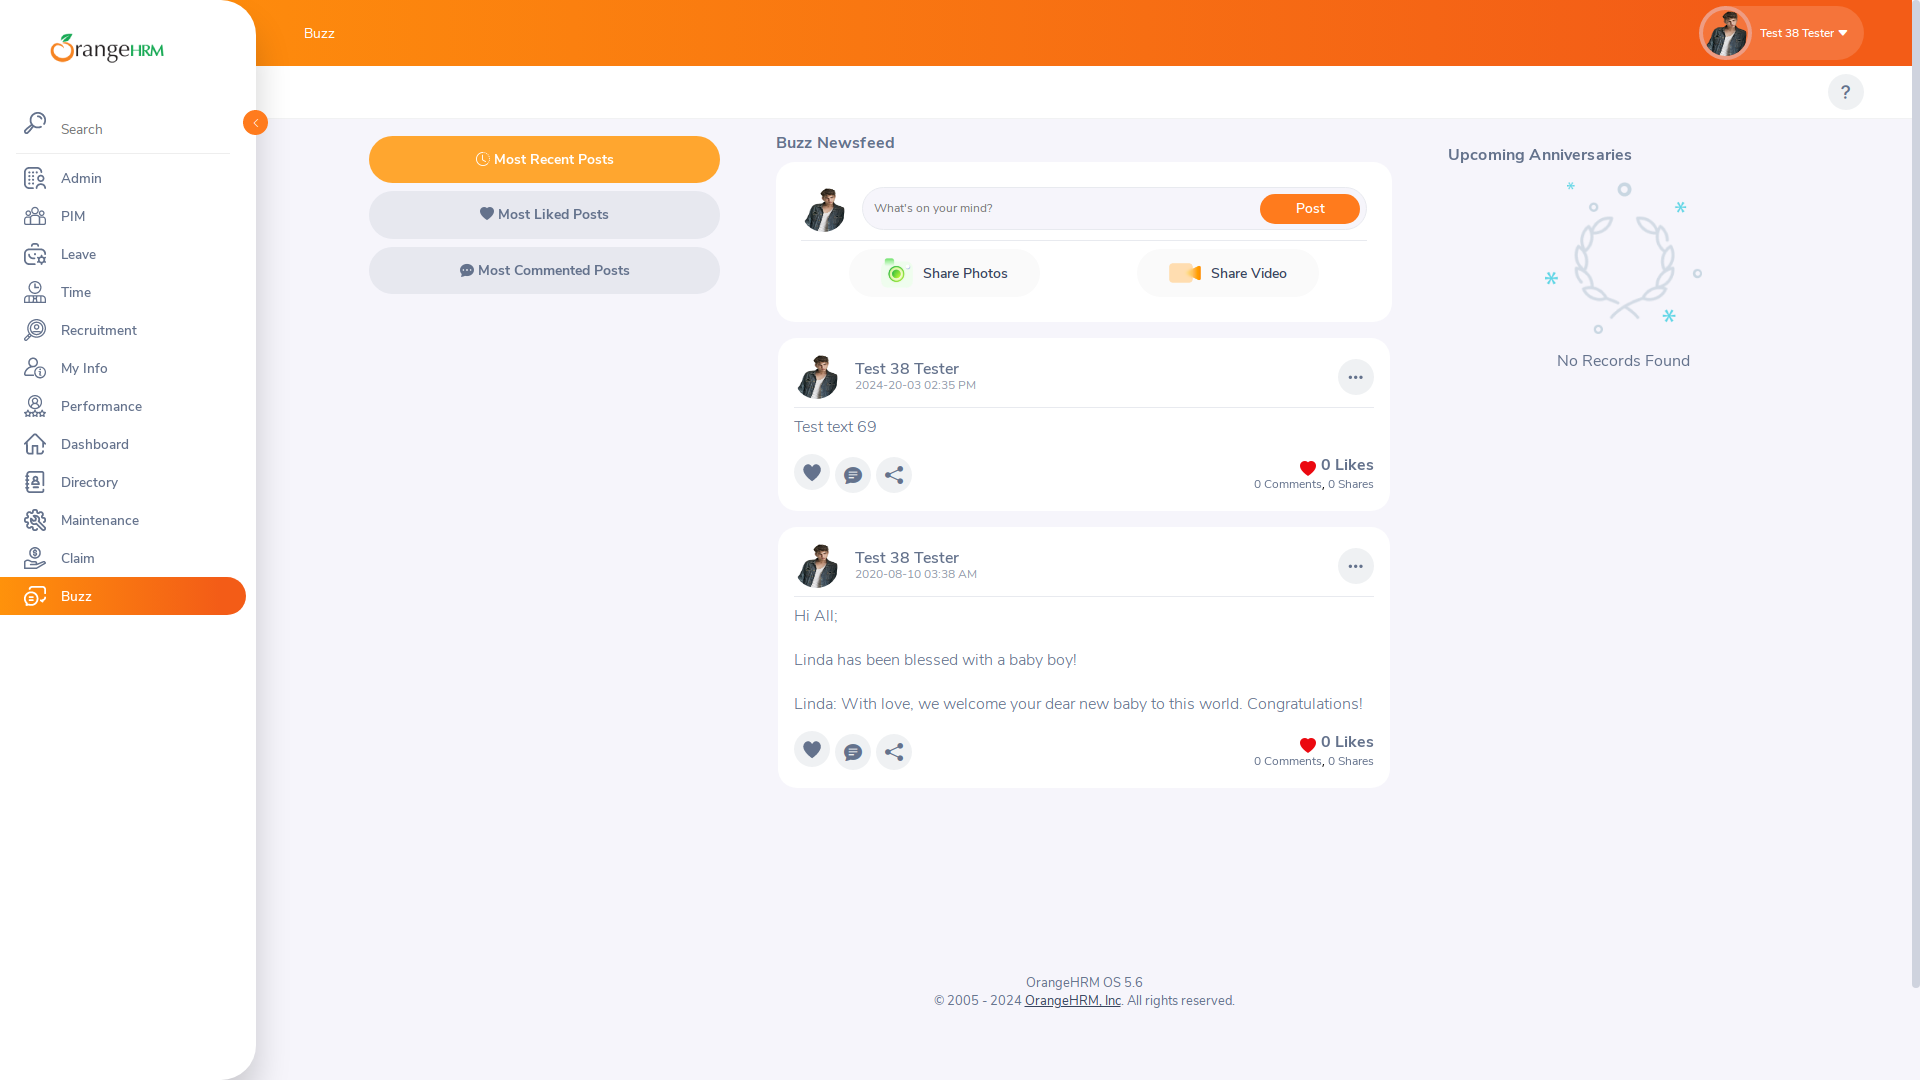 OrangeHRM
Search
Admin
PIM
Leave
Time
Recruitment
My Info
Performance
Dashboard
Directory
Maintenance
Claim
Buzz
Buzz
Test 38 Tester
?
Most Recent Posts
Most Liked Posts
Most Commented Posts
Buzz Newsfeed
What's on your mind?
Post
Share Photos
Share Video
Test 38 Tester
2024-20-03 02:35 PM
Test text 69
0 Likes
0 Comments, 0 Shares
Test 38 Tester
2020-08-10 03:38 AM
Hi All;
Linda has been blessed with a baby boy!
Linda: With love, we welcome your dear new baby to this world. Congratulations!
0 Likes
0 Comments, 0 Shares
Upcoming Anniversaries
No Records Found
OrangeHRM OS 5.6
© 2005 - 2024 OrangeHRM, Inc. All rights reserved.